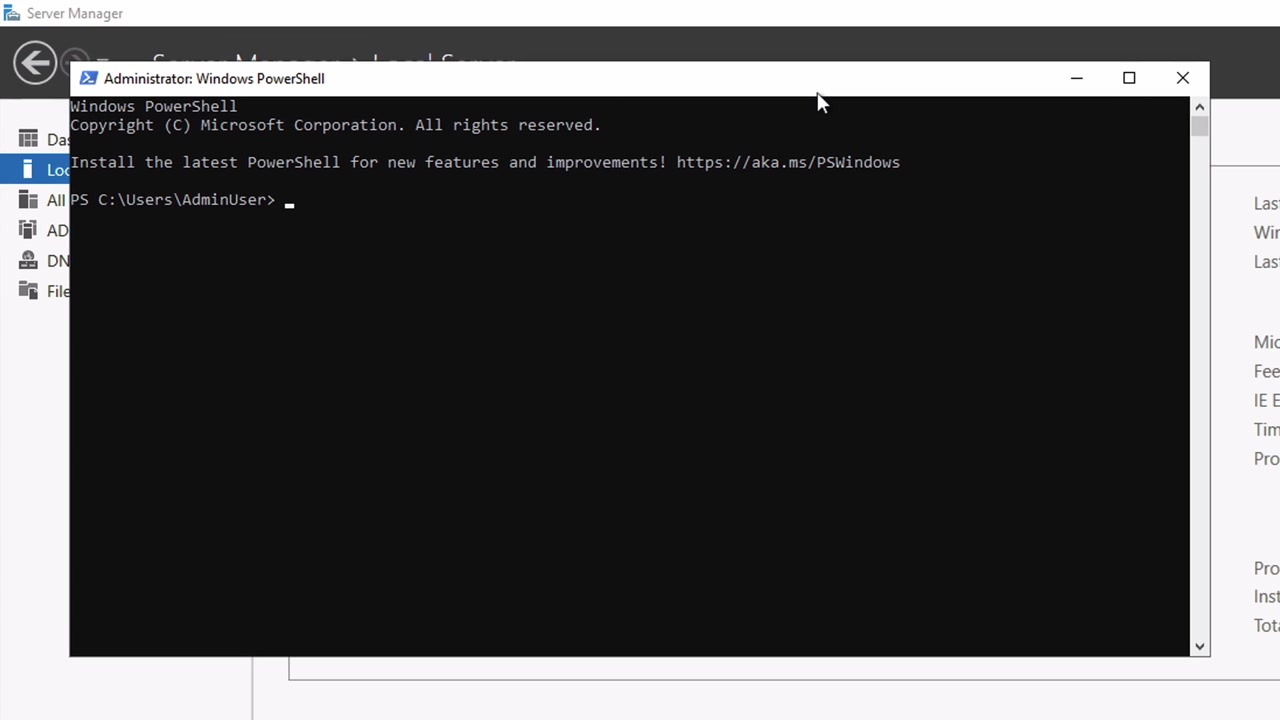 Server Manager
Administrator: Windows PowerShell
Windows PowerShell
Copyright (C) Microsoft Corporation. All rights reserved.
Install the latest PowerShell for new features and improvements! https://aka.ms/PSWindows
PS C:\Users\AdminUser>
Das
Loc
All
AD
DN
File
Las
Wir
Las
Mic
Fee
IE E
Tim
Pro
Pro
Inst
Tota